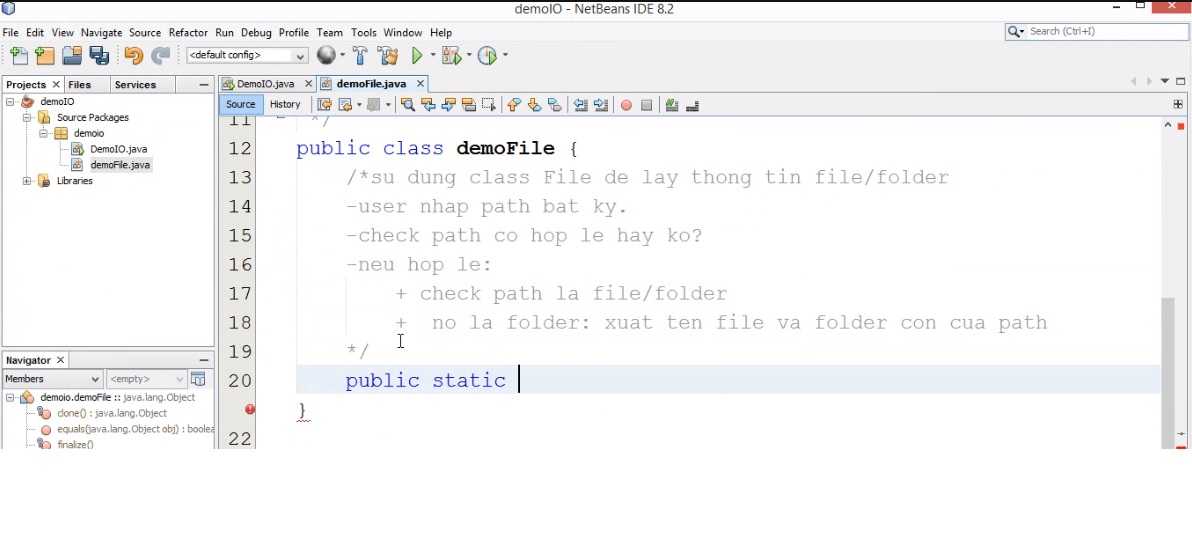 demoIO - NetBeans IDE 8.2
File Edit View Navigate Source Refactor Run Debug Profile Team Tools Window Help
Search (Ctrl+I)
<default config>
Projects Files Services
DemoIO.java demoFile.java
Source History
demoIO
Source Packages
demoio
DemoIO.java
demoFile.java
Libraries
11 */
12 public class demoFile {
13 /*su dung class File de lay thong tin file/folder
14 -user nhap path bat ky.
15 -check path co hop le hay ko?
16 -neu hop le:
17 + check path la file/folder
18 + no la folder: xuat ten file va folder con cua path
19 */
20 public static
}
22
Navigator
Members <empty>
demoio.demoFile :: java.lang.Object
clone() : java.lang.Object
equals(java.lang.Object obj) : boolea
finalize()